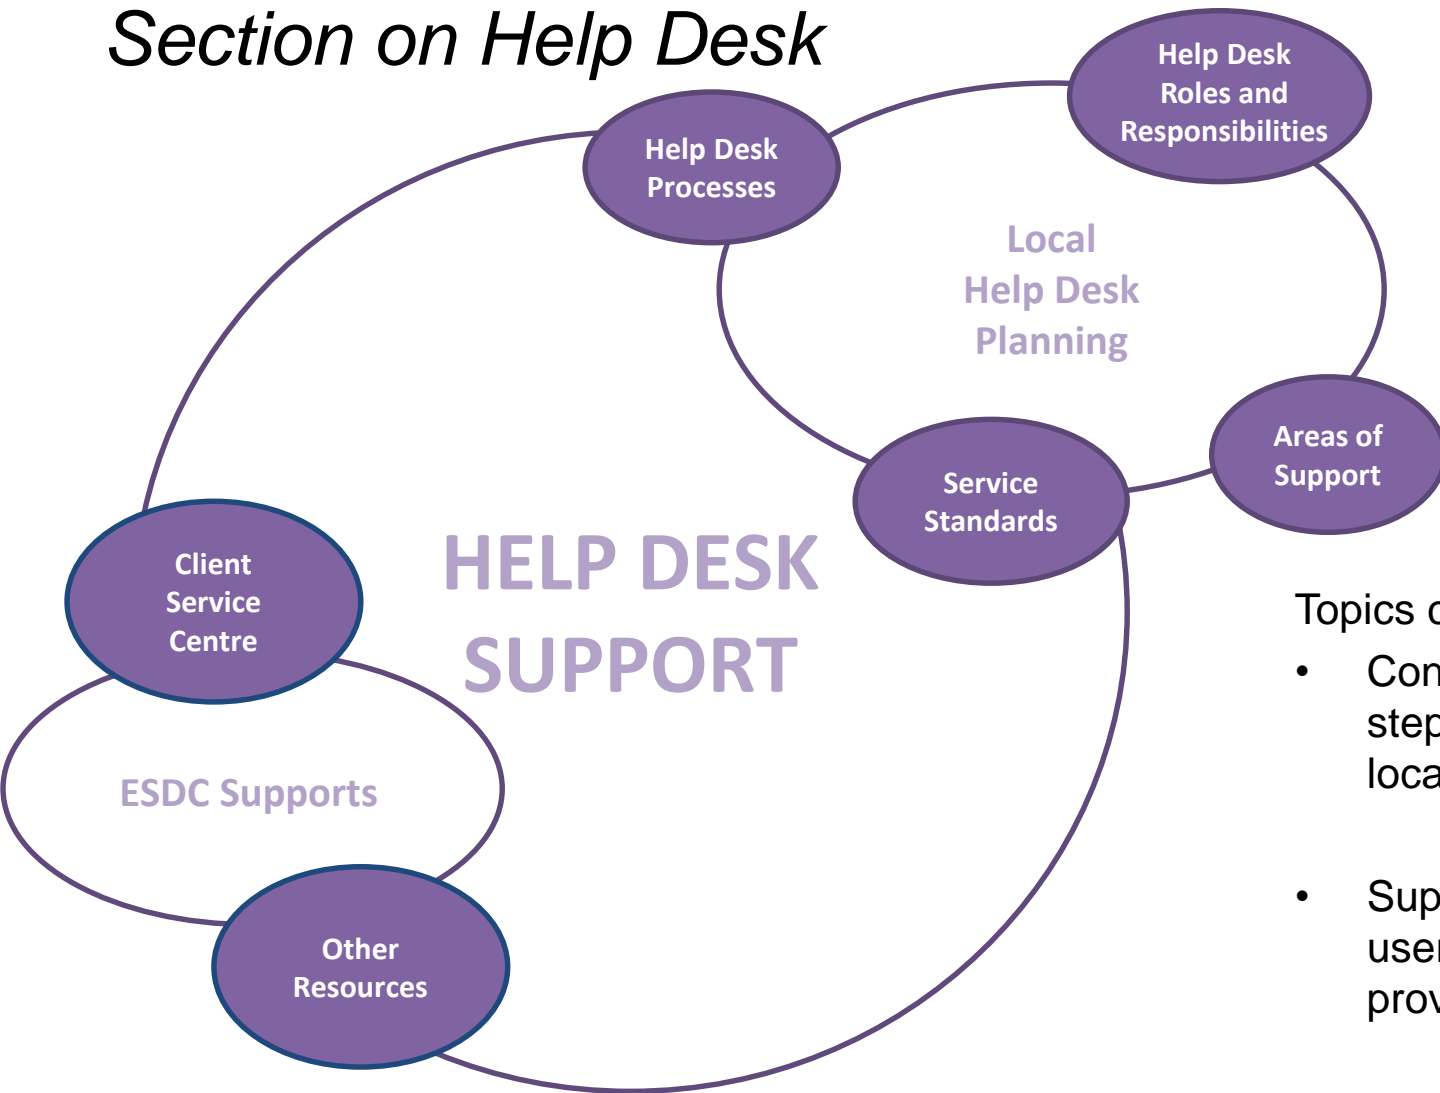 Section on Help Desk
Help Desk
Roles and
Responsibilities
Help Desk
Processes
Local
Help Desk
Planning
Areas of
Support
Service
Standards
Client
Service
Centre
HELP DESK
SUPPORT
ESDC Supports
Other
Resources
Topics
•
•